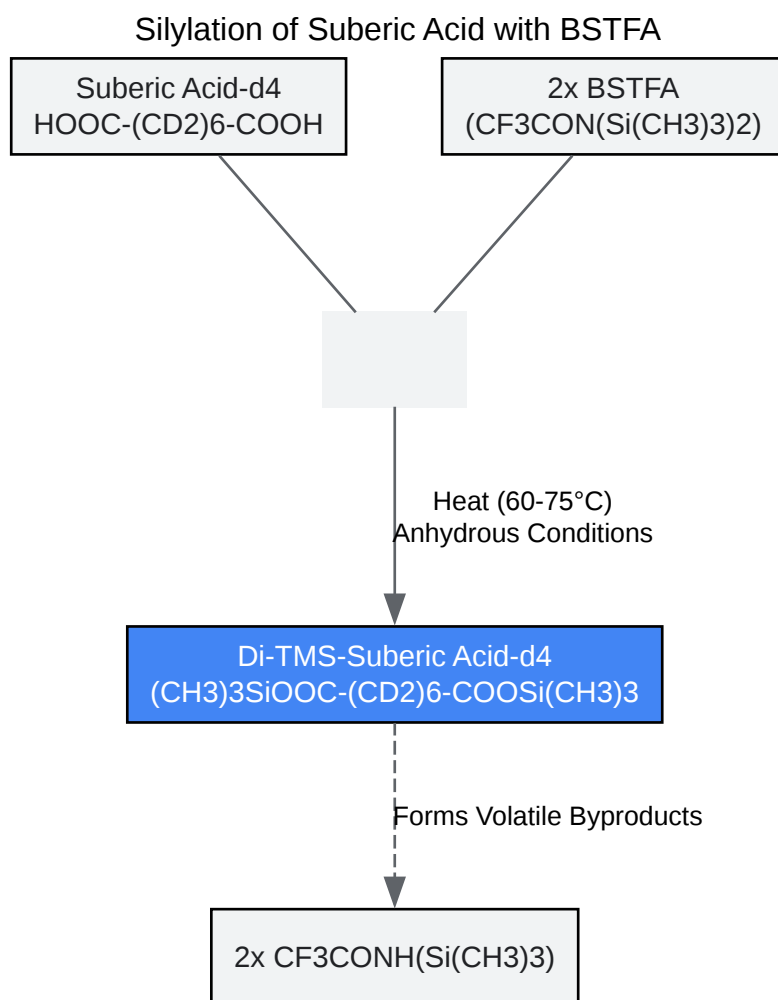 Silylation of Suberic Acid with BSTFA
Suberic Acid-d4
HOOC-(CD2)6-COOH
2x BSTFA
(CF3CON(Si(CH3)3)2)
Heat (60-75°C)
Anhydrous Conditions
Di-TMS-Suberic Acid-d4
(CH3)3SiOOC-(CD2)6-COOSi(CH3)3
Forms Volatile Byproducts
2x CF3CONH(Si(CH3)3)